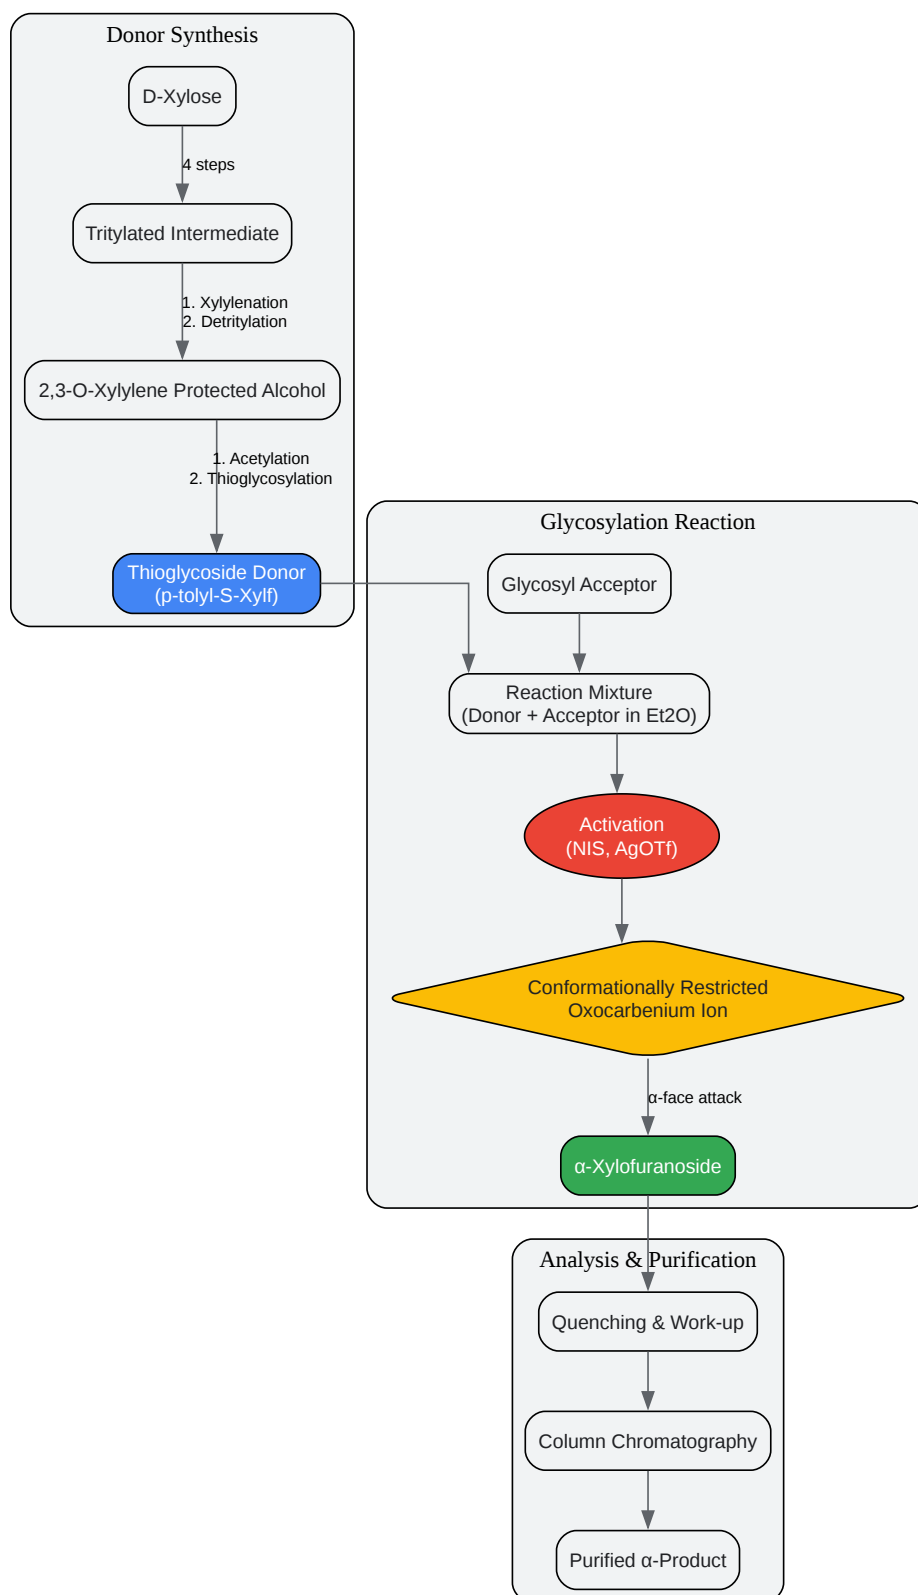 Donor Synthesis
D-Xylose
4 steps
Tritylated Intermediate
1. Xylylenation
2. Detritylation
2,3-O-Xylylene Protected Alcohol
1. Acetylation
2. Thioglycosylation
Thioglycoside Donor
(p-tolyl-S-Xylf)
Glycosylation Reaction
Glycosyl Acceptor
Reaction Mixture
(Donor + Acceptor in Et2O)
Activation
(NIS, AgOTf)
Conformationally Restricted
Oxocarbenium Ion
α-face attack
α-Xylofuranoside
Analysis & Purification
Quenching & Work-up
Column Chromatography
Purified α-Product